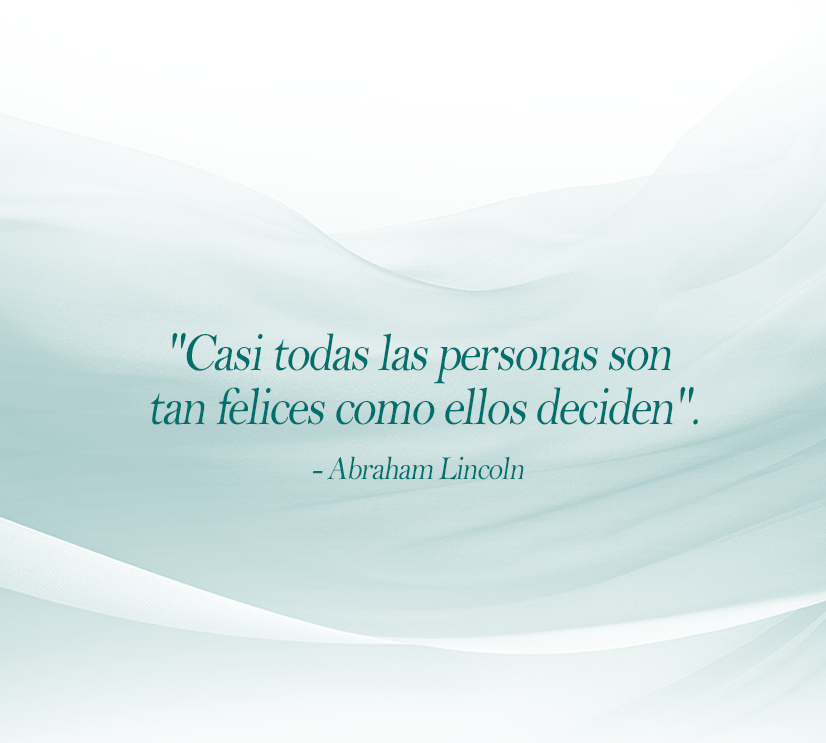 "Casi todas las personas son
tan felices como ellos deciden".
– Abraham Lincoln